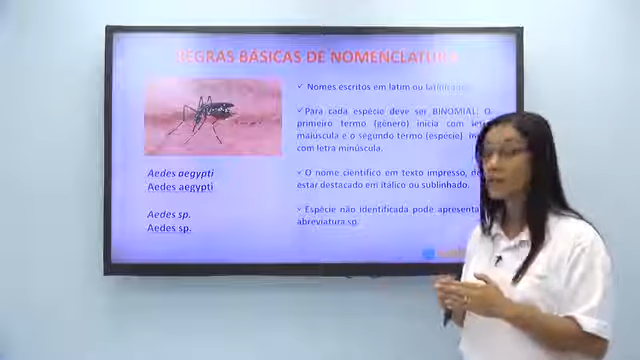 REGRAS BÁSICAS DE NOMENCLATURA
✓ Nomes escritos em latim ou latinizado.
✓ Para cada espécie deve ser BINOMIAL. O
primeiro termo (gênero) inicia com letra
maiúscula e o segundo termo (espécie)
com letra minúscula.
✓ O nome científico em texto impresso,
estar destacado em itálico ou sublinhado.
✓ Espécie não identificada pode apresentar
abreviatura sp.
Aedes aegypti
Aedes aegypti
Aedes sp.
Aedes sp.